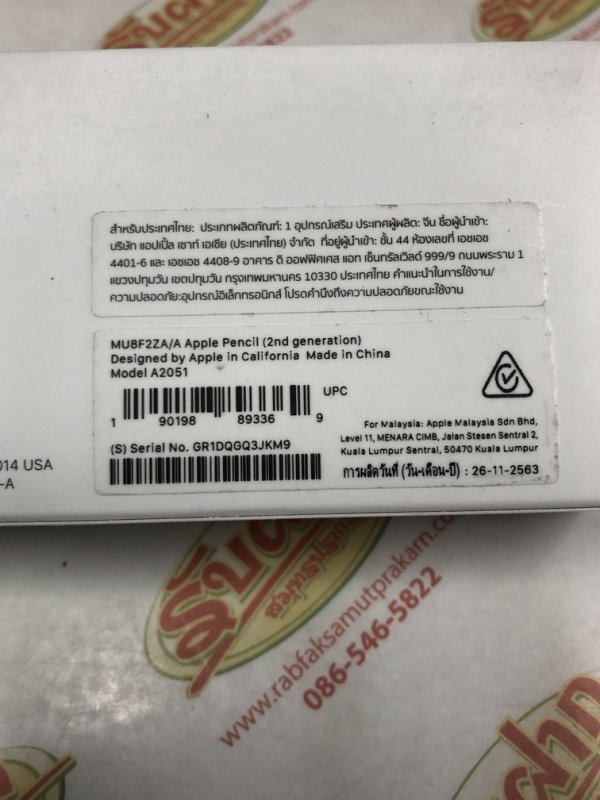 รับฝาก
สำหรับประเทศไทย: ประเภทผลิตภัณฑ์: 1 อุปกรณ์เสริม ประเทศผู้ผลิต: จีน ชื่อผู้นำเข้า:
บริษัท แอปเปิ้ล เซาท์ เอเชีย (ประเทศไทย) จำกัด ที่อยู่ผู้นำเข้า: ชั้น 44 ห้องเลขที่ เอชเอช
4401-6 และ เอชเอช 4408-9 อาคาร ดิ ออฟฟิศเศส แอท เซ็นทรัลเวิลด์ 999/9 ถนนพระราม 1
แขวงปทุมวัน เขตปทุมวัน กรุงเทพมหานคร 10330 ประเทศไทย คำแนะนำในการใช้งาน/
ความปลอดภัย:อุปกรณ์อิเล็กทรอนิกส์ โปรดคำนึงถึงความปลอดภัยขณะใช้งาน
MU8F2ZA/A Apple Pencil (2nd generation)
Designed by Apple in California Made in China
Model A2051
UPC
1 90198 89336 9
For Malaysia: Apple Malaysia Sdn Bhd,
Level 11, MENARA CIMB, Jalan Stesen Sentral 2,
Kuala Lumpur Sentral, 50470 Kuala Lumpur
(S) Serial No. GR1DQGQ3JKM9
การผลิตวันที่ (วัน-เดือน-ปี) : 26-11-2563
014 USA
-A
รับฝาก
www.rabfaksamutprakarn.co
086-546-5822